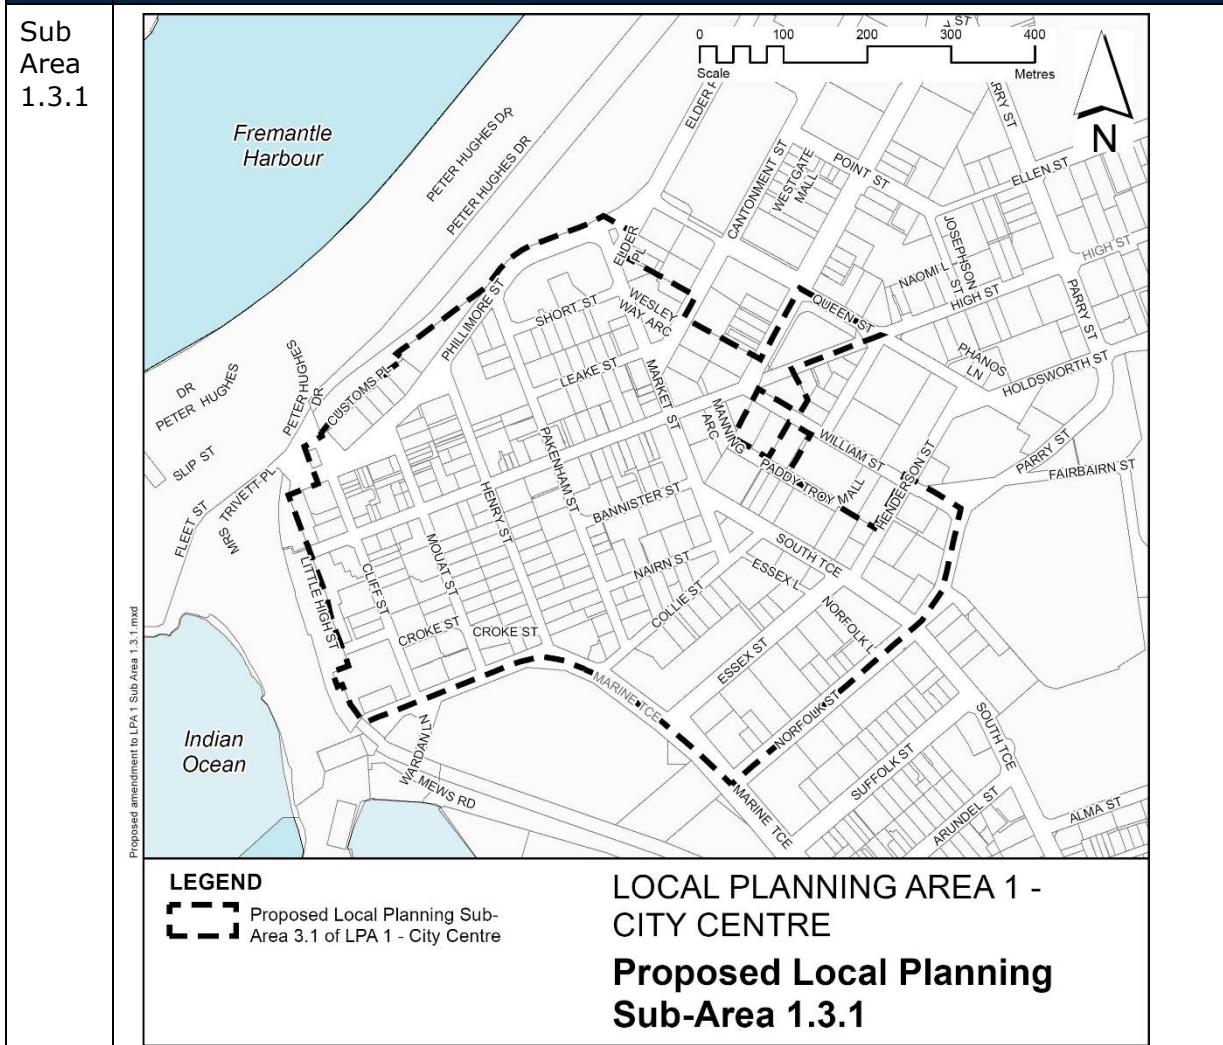 Sub
Area
1.3.1
ST
0 100 200 300 400
Scale Metres
N
Fremantle
Harbour
PETER HUGHES DR
PETER HUGHES DR
ELDER P
RRY ST
CANTONMENT ST
WESTGATE
MALL
POINT ST
ELLEN ST
JOSEPHSON
ST
HIGH ST
NAOMI L
HIGH ST
PARRY ST
ELDER
PL
WESLEY
WAY ARC
QUEEN ST
PHILLIMORE ST
SHORT ST
PHANOS
LN
HOLDSWORTH ST
LEAKE ST
MARKET ST
PETER HUGHES
DR
PETER HUGHES
DR
CUSTOMS PL
MANNING
ARC
WILLIAM ST
PARRY ST
FAIRBAIRN ST
SLIP ST
PAKENHAM ST
PADDY TROY MALL
HENDERSON ST
MRS TRIVETT PL
FLEET ST
HENRY ST
BANNISTER ST
MOUAT ST
NAIRN ST
SOUTH TCE
ESSEX L
LITTLE HIGH ST
CLIFF ST
COLLIE ST
NORFOLK L
CROKE ST
CROKE ST
ESSEX ST
MARINE TCE
NORFOLK ST
SOUTH TCE
Indian
Ocean
WARDAN L
N
SUFFOLK ST
MEWS RD
MARINE TCE
ARUNDEL ST
ALMA ST
Proposed amendment to LPA 1 Sub Area 1.3.1.mxd
LEGEND
Proposed Local Planning Sub-
Area 3.1 of LPA 1 - City Centre
LOCAL PLANNING AREA 1 -
CITY CENTRE
Proposed Local Planning
Sub-Area 1.3.1